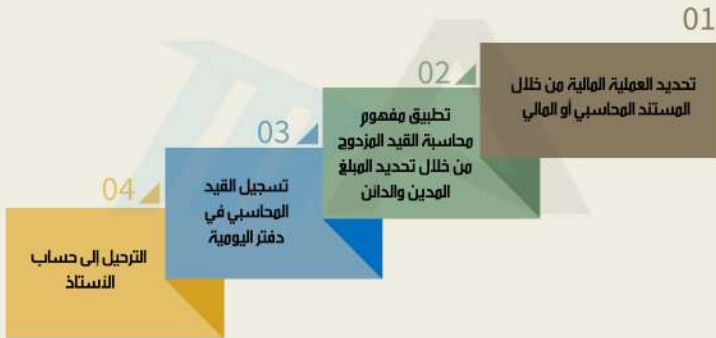 01
تحديد العملية المالية من خلال
المستند المحاسبي أو المالي
02
تطبيق مفهوم
محاسبة القيد المزدوج
من خلال تحديد المبلغ
المدين والدائن
03
تسجيل القيد
المحاسبي في
دفتر اليومية
04
الترحيل إلى حساب
الأستاذ